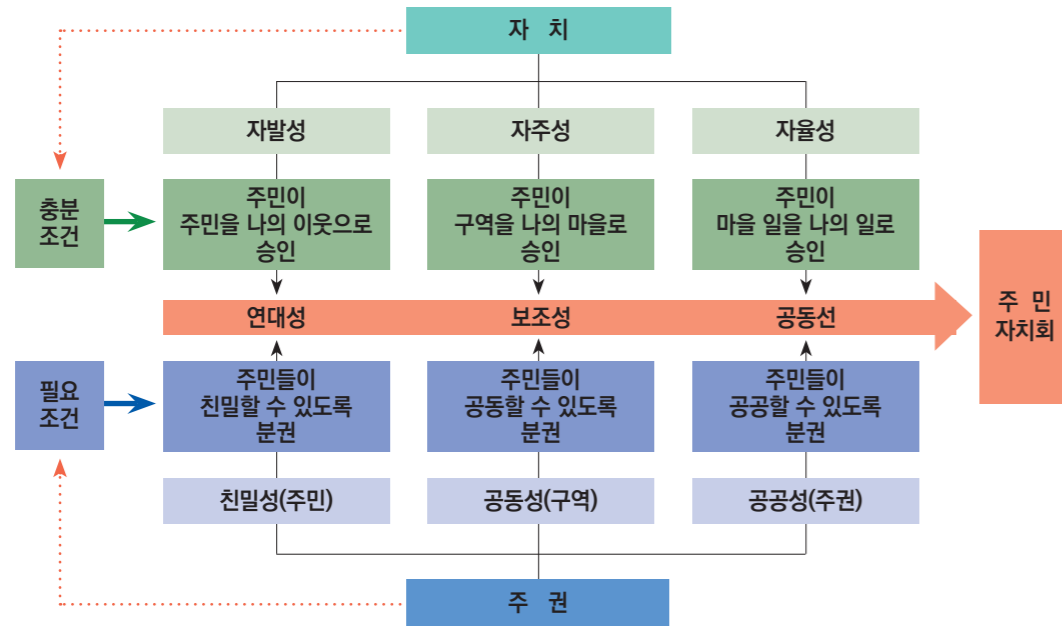 자 치
자발성
자주성
자율성
충분
조건
주민이
주민을 나의 이웃으로
승인
주민이
구역을 나의 마을로
승인
주민이
마을 일을 나의 일로
승인
연대성
보조성
공동선
주 민
자치회
필요
조건
주민들이
친밀할 수 있도록
분권
주민들이
공동할 수 있도록
분권
주민들이
공공할 수 있도록
분권
친밀성(주민)
공동성(구역)
공공성(주권)
주 권